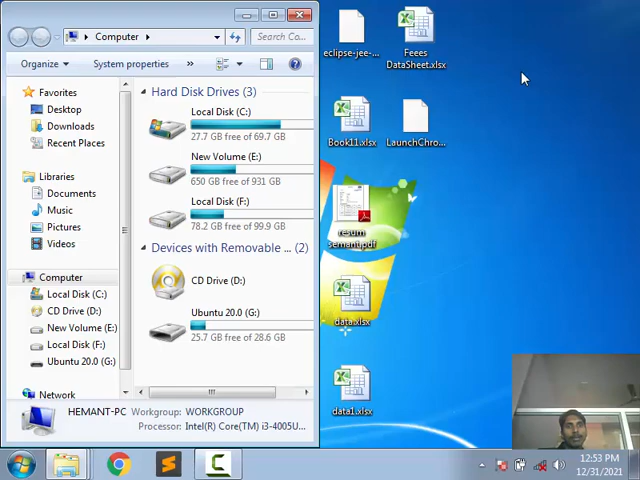 Computer
Search Co...
Organize
System properties
»
Favorites
Desktop
Downloads
Recent Places
Libraries
Documents
Music
Pictures
Videos
Computer
Local Disk (C:)
CD Drive (D:)
New Volume (E:)
Local Disk (F:)
Ubuntu 20.0 (G:)
Network
Hard Disk Drives (3)
Local Disk (C:)
27.7 GB free of 69.7 GB
New Volume (E:)
650 GB free of 931 GB
Local Disk (F:)
78.2 GB free of 99.9 GB
Devices with Removable ... (2)
CD Drive (D:)
Ubuntu 20.0 (G:)
25.7 GB free of 28.6 GB
HEMANT-PC
Workgroup: WORKGROUP
Processor: Intel(R) Core(TM) i3-4005U...
eclipse-jee-...
Feees
DataSheet.xlsx
Book11.xlsx
LaunchChro...
resum
semant.pdf
data.xlsx
data1.xlsx
12:53 PM
12/31/2021